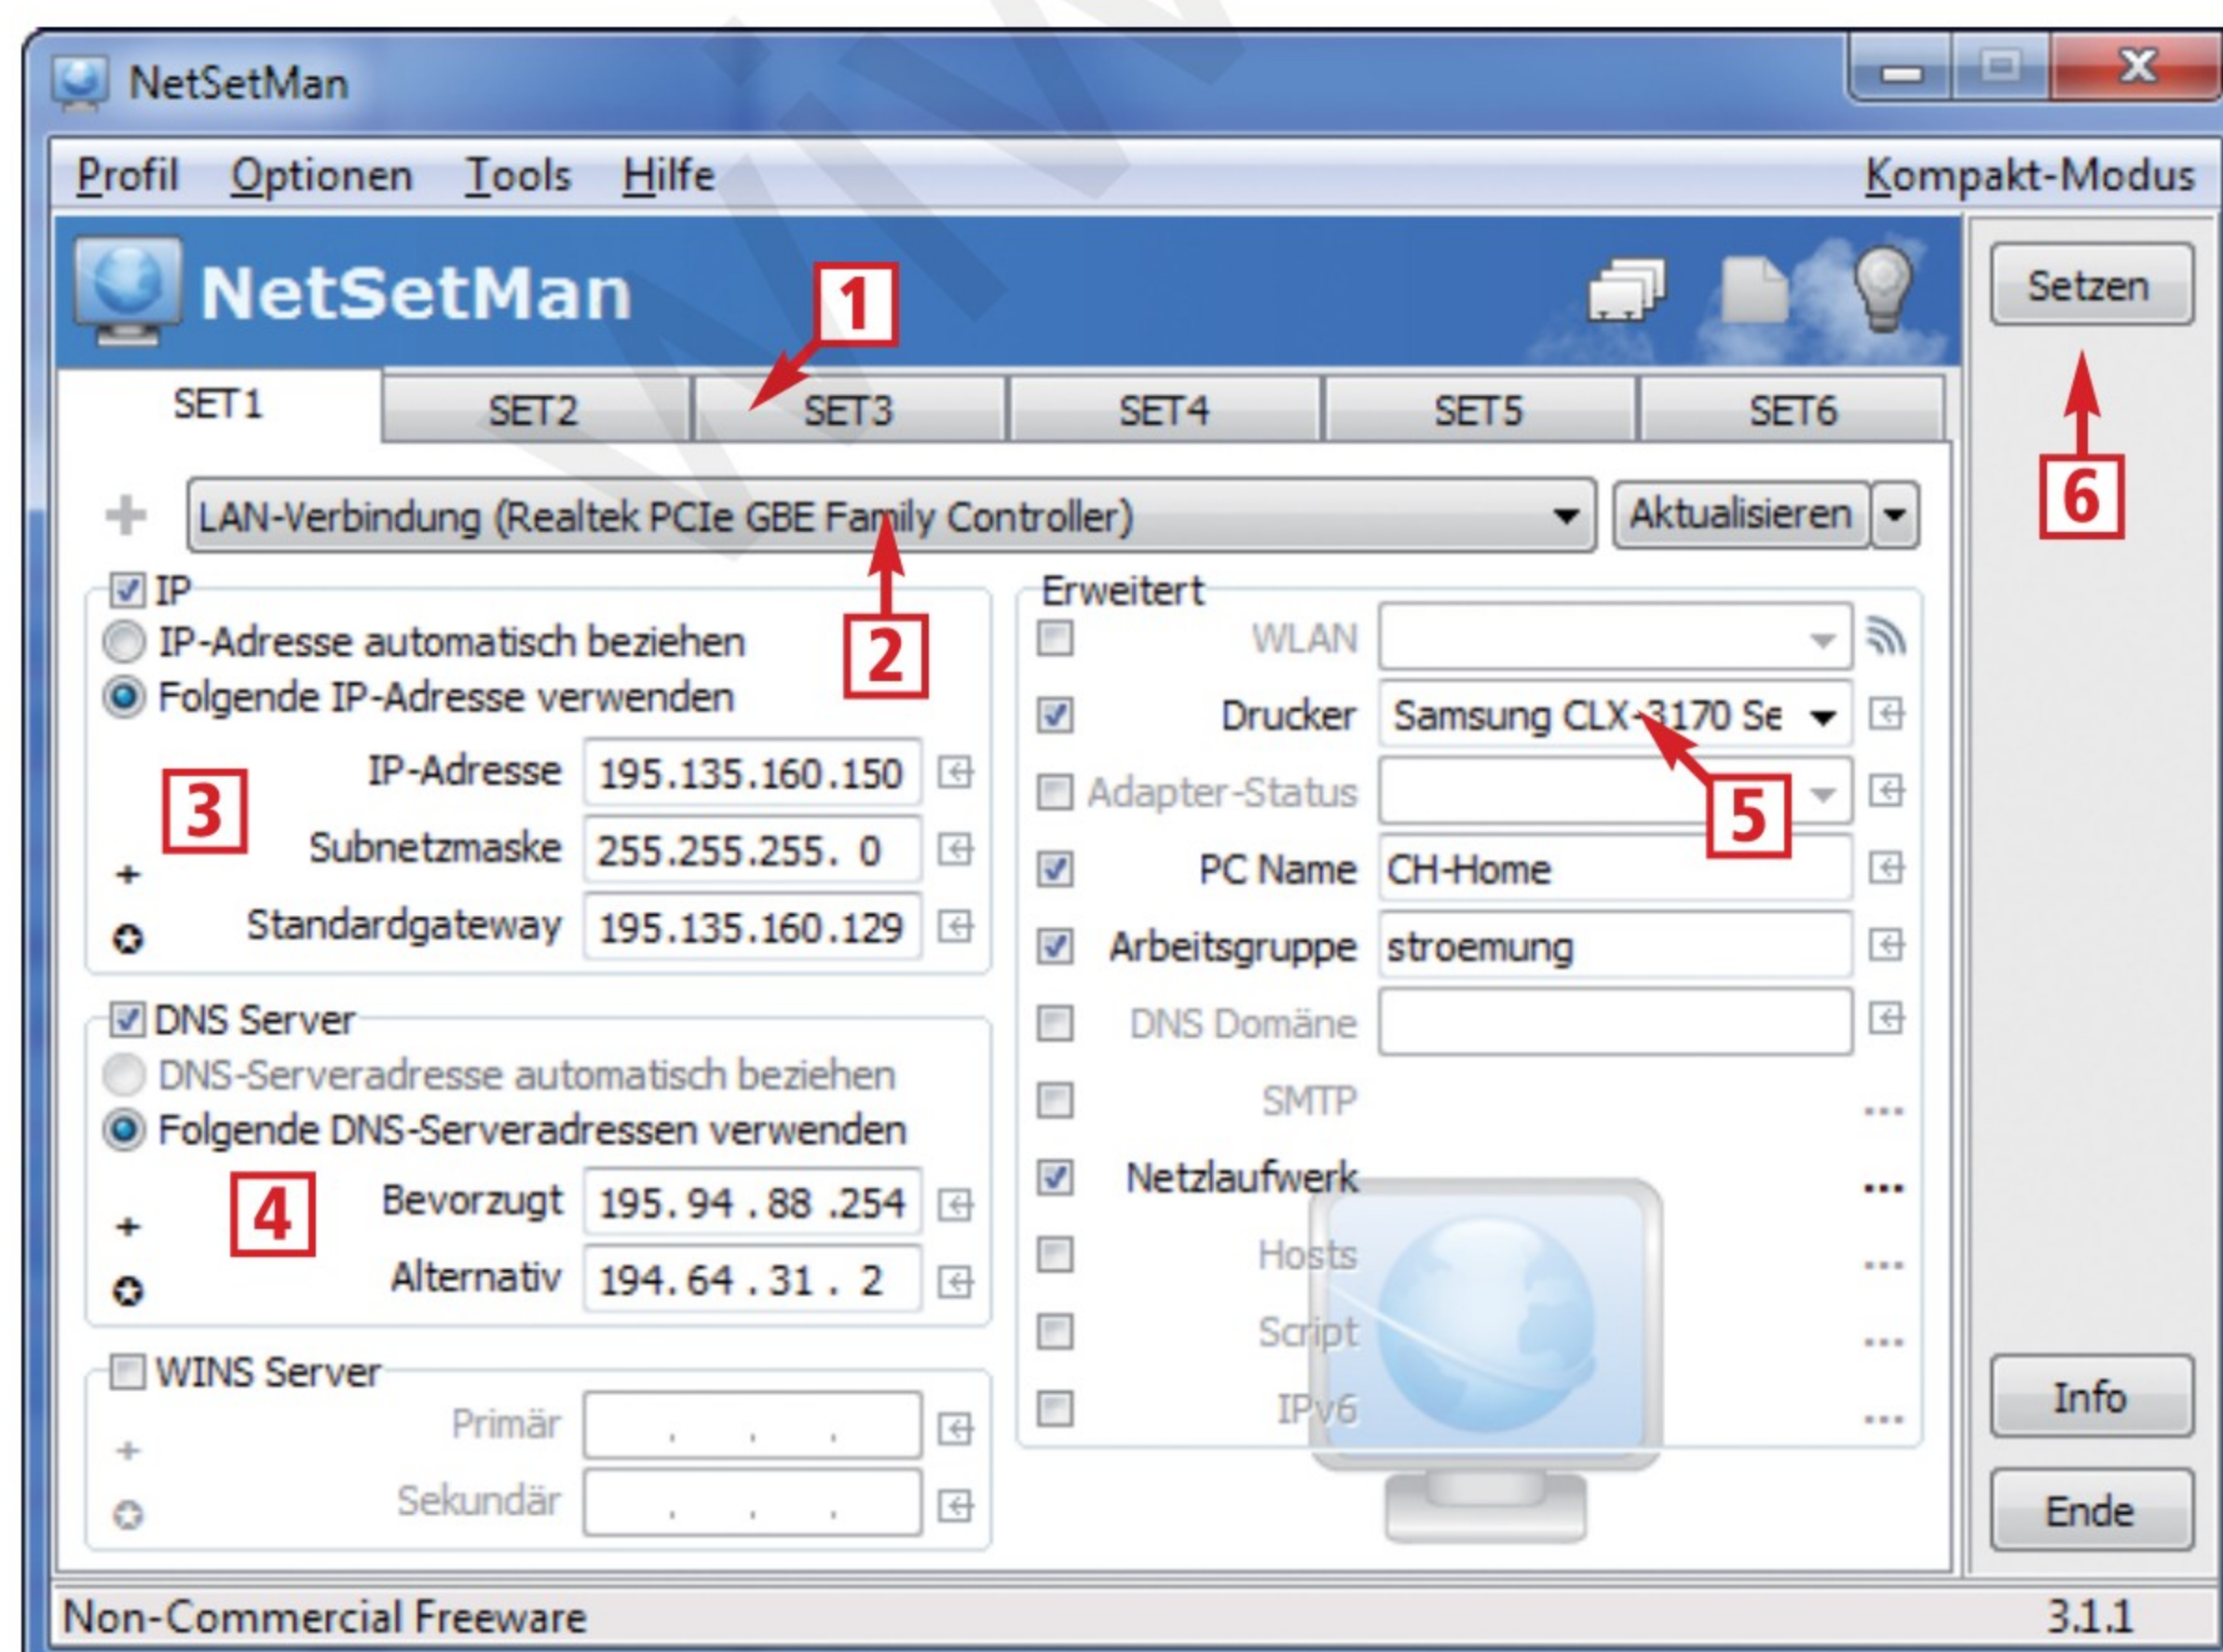 NetSetMan
Profil Optionen Tools Hilfe Kompakt-Modus
NetSetMan
1
Setzen
SET1 SET2 SET3 SET4 SET5 SET6
6
LAN-Verbindung (Realtek PCIe GBE Family Controller) Aktualisieren
2
IP
IP-Adresse automatisch beziehen
Folgende IP-Adresse verwenden
3
IP-Adresse 195.135.160.150
Subnetzmaske 255.255.255. 0
Standardgateway 195.135.160.129
DNS Server
DNS-Serveradresse automatisch beziehen
Folgende DNS-Serveradressen verwenden
4
Bevorzugt 195. 94 . 88 .254
Alternativ 194. 64 . 31 . 2
WINS Server
Primär . . .
Sekundär . . .
Erweitert
WLAN
Drucker Samsung CLX-3170 Se
5
Adapter-Status
PC Name CH-Home
Arbeitsgruppe stroemung
DNS Domäne
SMTP ...
Netzlaufwerk ...
Hosts ...
Script ...
IPv6 ...
Info
Ende
Non-Commercial Freeware 3.1.1